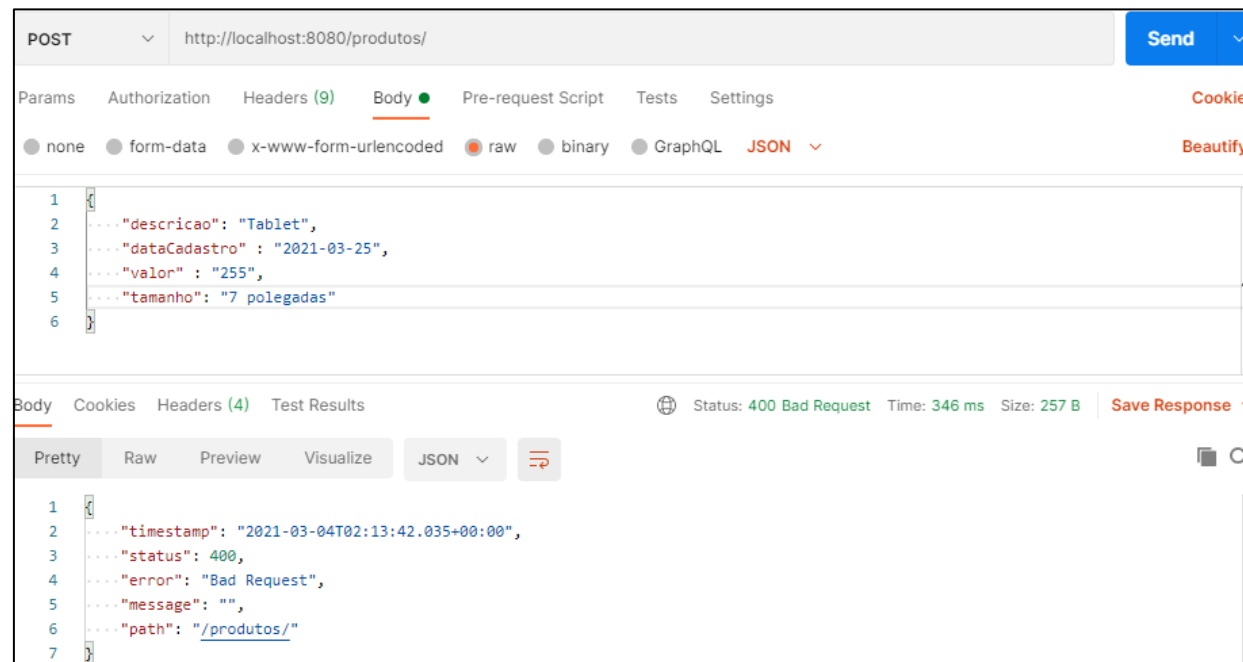 POST http://localhost:8080/produtos/ Send
Params Authorization Headers (9) Body Pre-request Script Tests Settings Cookie
none form-data x-www-form-urlencoded raw binary GraphQL JSON Beautify
1 {
2 "descricao": "Tablet",
3 "dataCadastro" : "2021-03-25",
4 "valor" : "255",
5 "tamanho": "7 polegadas"
6 }
Body Cookies Headers (4) Test Results Status: 400 Bad Request Time: 346 ms Size: 257 B Save Response
Pretty Raw Preview Visualize JSON
1 {
2 "timestamp": "2021-03-04T02:13:42.035+00:00",
3 "status": 400,
4 "error": "Bad Request",
5 "message": "",
6 "path": "/produtos/"
7 }